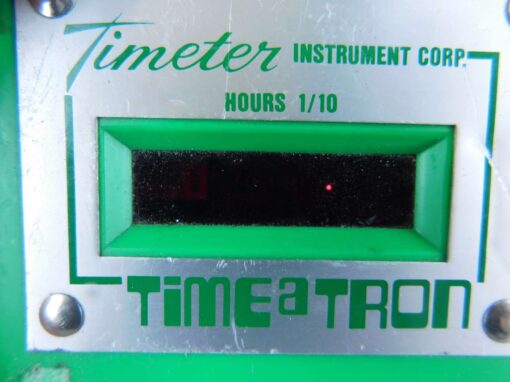 Timeter INSTRUMENT CORP.
HOURS 1/10
TiMEaTRON